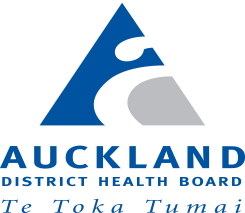 AUCKLAND
DISTRICT HEALTH BOARD
Te Toka Tumai